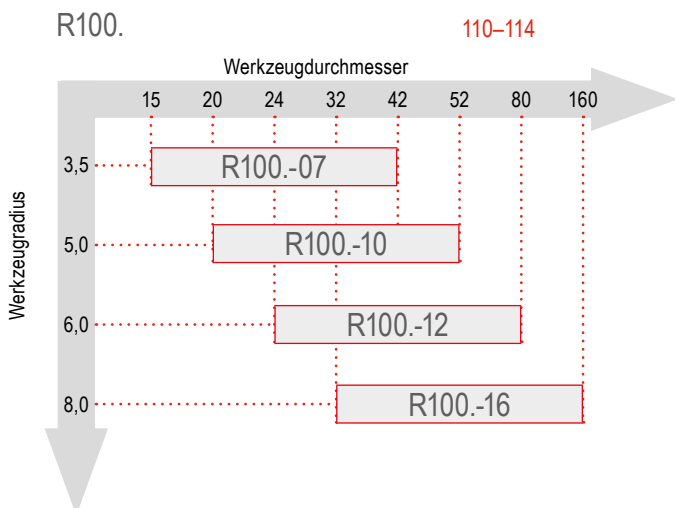 R100. 110–114
Werkzeugdurchmesser
15 20 24 32 42 52 80 160
Werkzeugradius
3,5 R100.-07
5,0 R100.-10
6,0 R100.-12
8,0 R100.-16